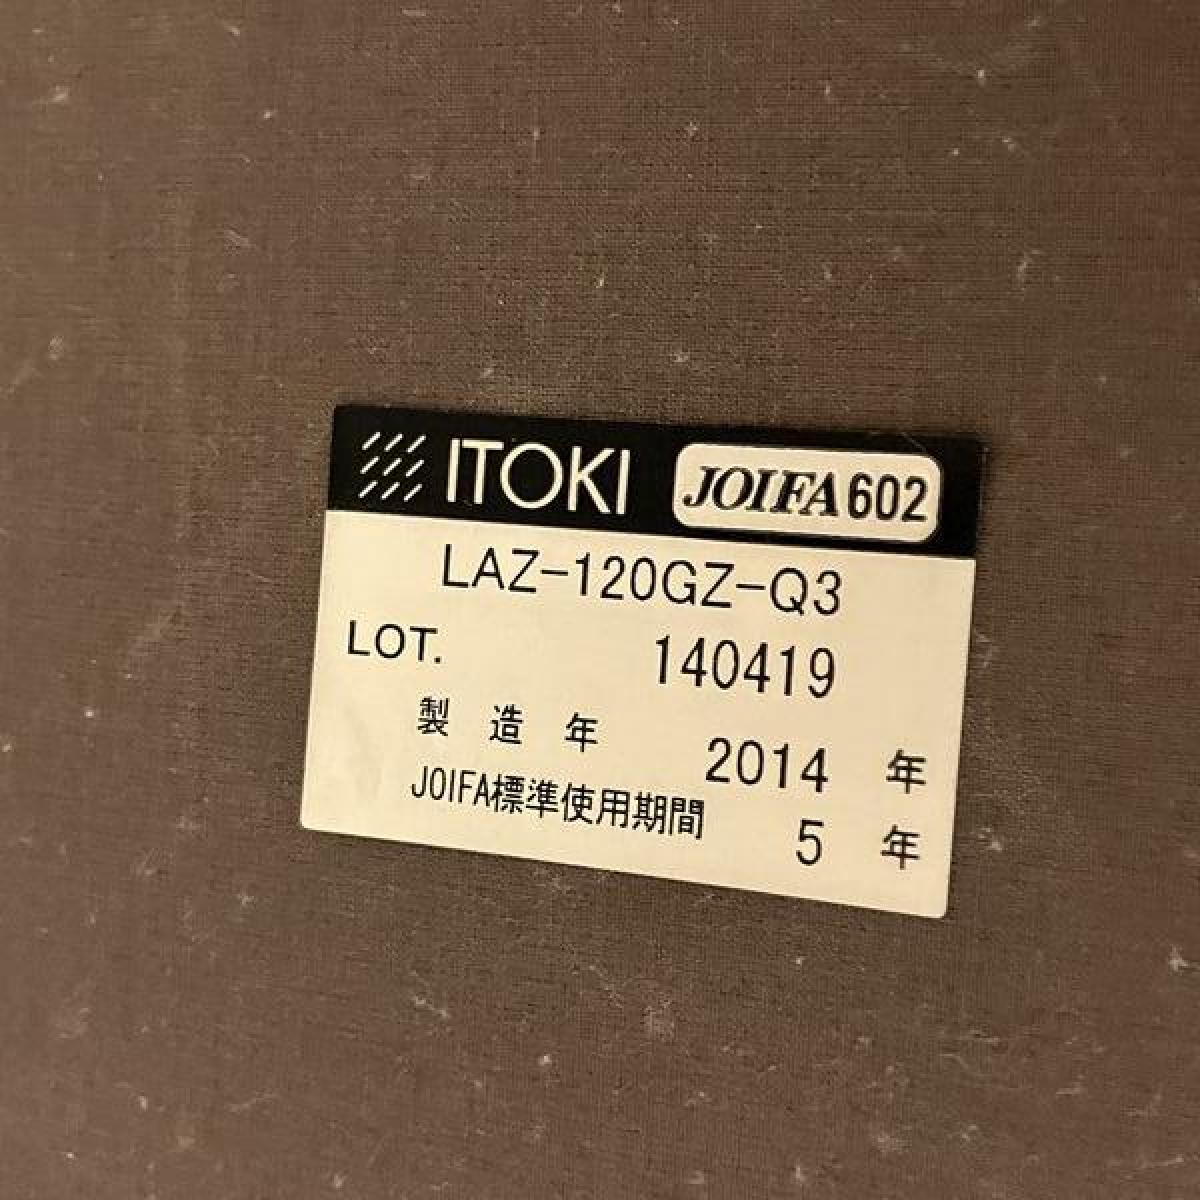 ITOKI JOIFA602
LAZ-120GZ-Q3
LOT. 140419
製造年 2014 年
JOIFA標準使用期間 5 年